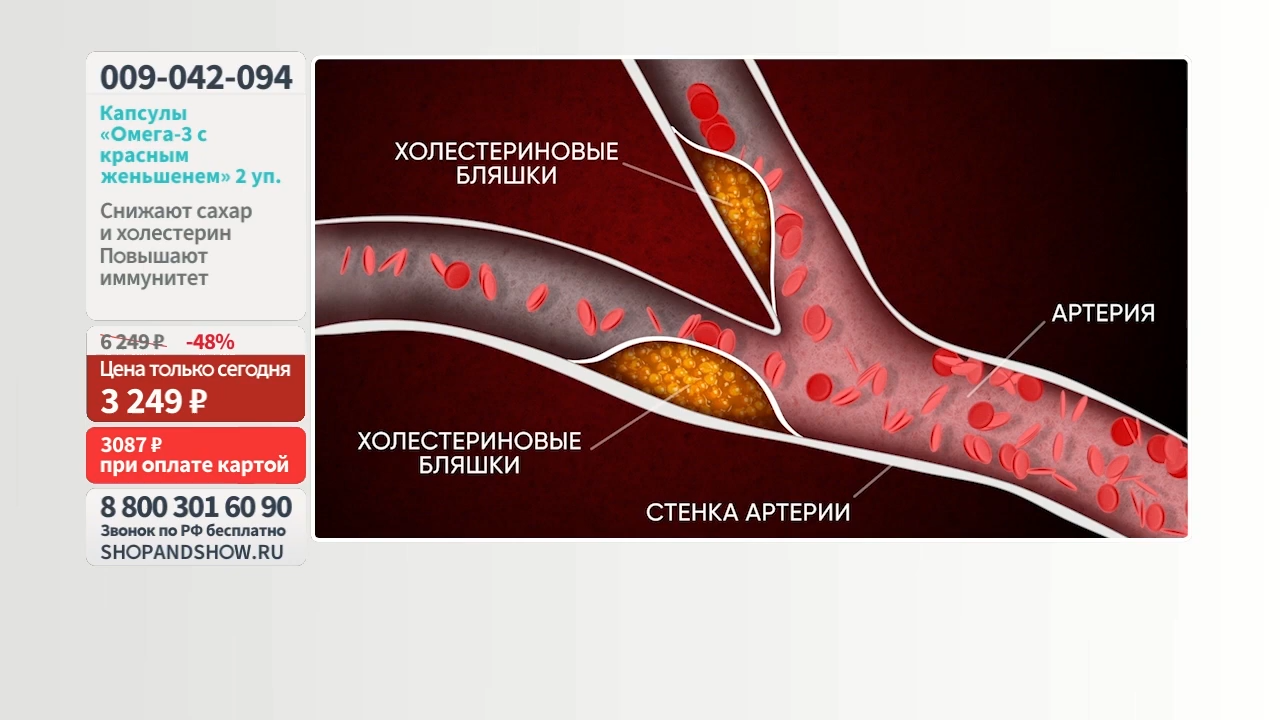 009-042-094
Капсулы
«Омега-3 с
красным
женьшенем» 2 уп.
Снижают сахар
и холестерин
Повышают
иммунитет
6 249 ₽ -48%
Цена только сегодня
3 249 ₽
3087 ₽
при оплате картой
8 800 301 60 90
Звонок по РФ бесплатно
SHOPANDSHOW.RU
ХОЛЕСТЕРИНОВЫЕ
БЛЯШКИ
АРТЕРИЯ
ХОЛЕСТЕРИНОВЫЕ
БЛЯШКИ
СТЕНКА АРТЕРИИ